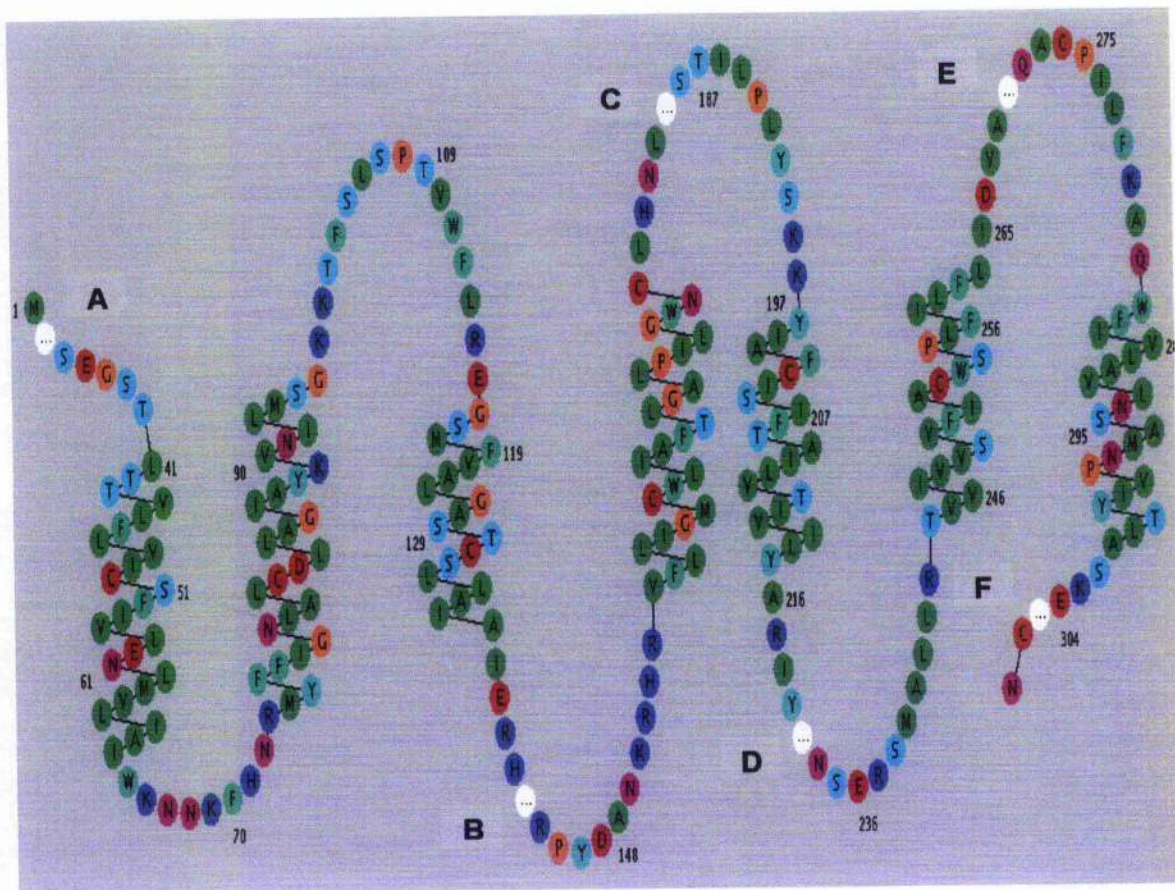 A
1
M ... S E G S T
L 41 T T V L F L V I C S 51 F I V L E N 61 L M V L I A I
W K N N K F 70 H N R
M Y F F I G N L A L C D L L A G I A Y K V 90 N I L M S
G K K T F S L S P T 109 V W F L R E G
S M F 119 V A L G A S T C S 129 L L A I A
I E R H ... R P Y D 148 A N K R H R
B
V F L L I G M C W L I A F T L L G A L P I L G W N C
C
L H N L ... S T 187 I L P L Y S K K
Y 197 I A F C I S I F 207 T A I L V T I V I L Y
A 216 R I Y ... N S E 236 R S M A L L R
D
T V V 246 I V V S V F I A C W S P L F 256 I L F L
I 265 D V A ... Q A C P 275 I L F K A Q
E
W F I V L A V L N S A M N 295 P V I Y T L A S K E 304 ... C N
F